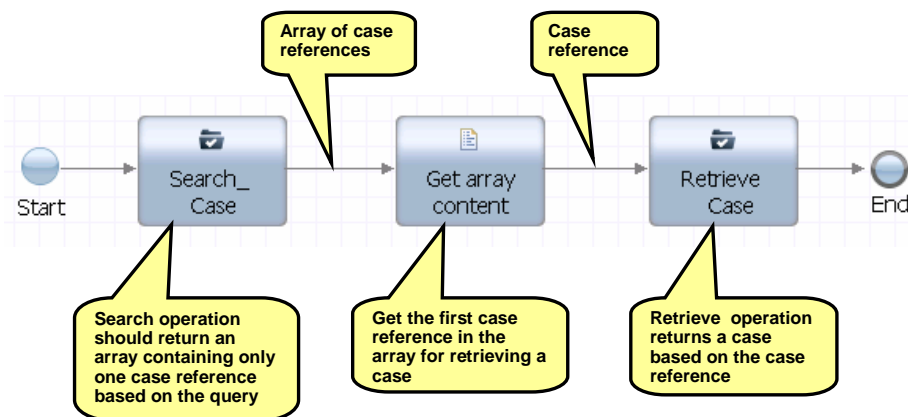 Array of case
references
Case
reference
Start
Search_
Case
Get array
content
Retrieve
Case
End
Search operation
should return an
array containing only
one case reference
based on the query
Get the first case
reference in the
array for retrieving a
case
Retrieve operation
returns a case
based on the case
reference